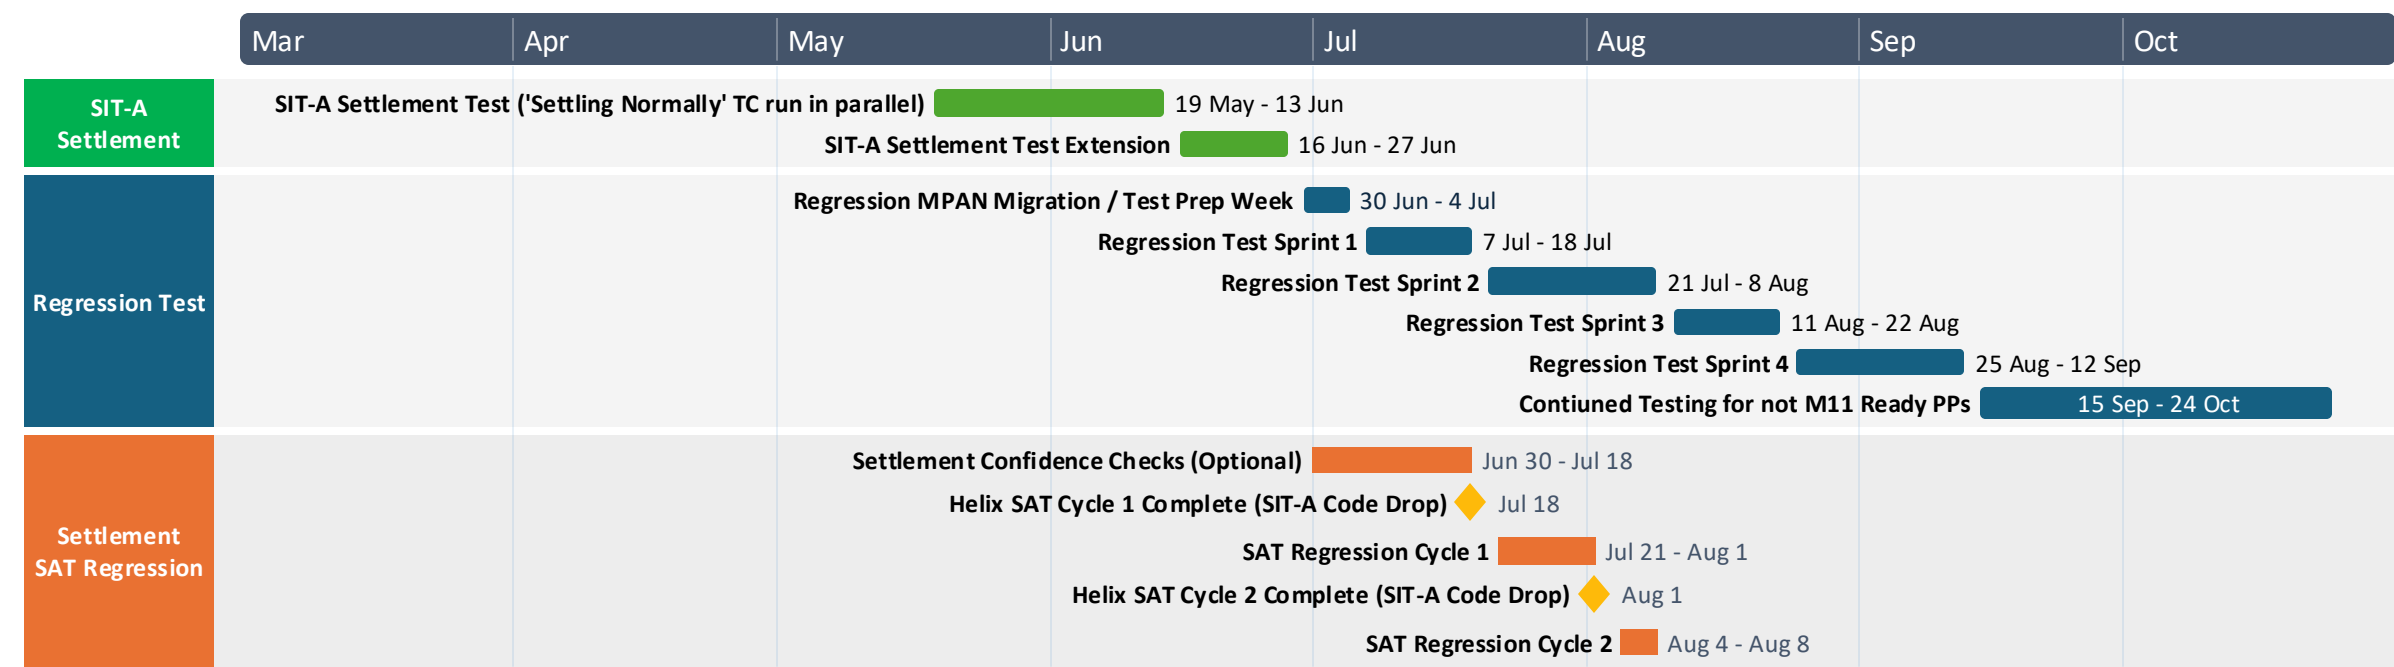 Mar Apr May Jun Jul Aug Sep Oct
SIT-A
Settlement
SIT-A Settlement Test ('Settling Normally' TC run in parallel) 19 May - 13 Jun
SIT-A Settlement Test Extension 16 Jun - 27 Jun
Regression Test
Regression MPAN Migration / Test Prep Week 30 Jun - 4 Jul
Regression Test Sprint 1 7 Jul - 18 Jul
Regression Test Sprint 2 21 Jul - 8 Aug
Regression Test Sprint 3 11 Aug - 22 Aug
Regression Test Sprint 4 25 Aug - 12 Sep
Contiuned Testing for not M11 Ready PPs 15 Sep - 24 Oct
Settlement
SAT Regression
Settlement Confidence Checks (Optional) Jun 30 - Jul 18
Helix SAT Cycle 1 Complete (SIT-A Code Drop) Jul 18
SAT Regression Cycle 1 Jul 21 - Aug 1
Helix SAT Cycle 2 Complete (SIT-A Code Drop) Aug 1
SAT Regression Cycle 2 Aug 4 - Aug 8